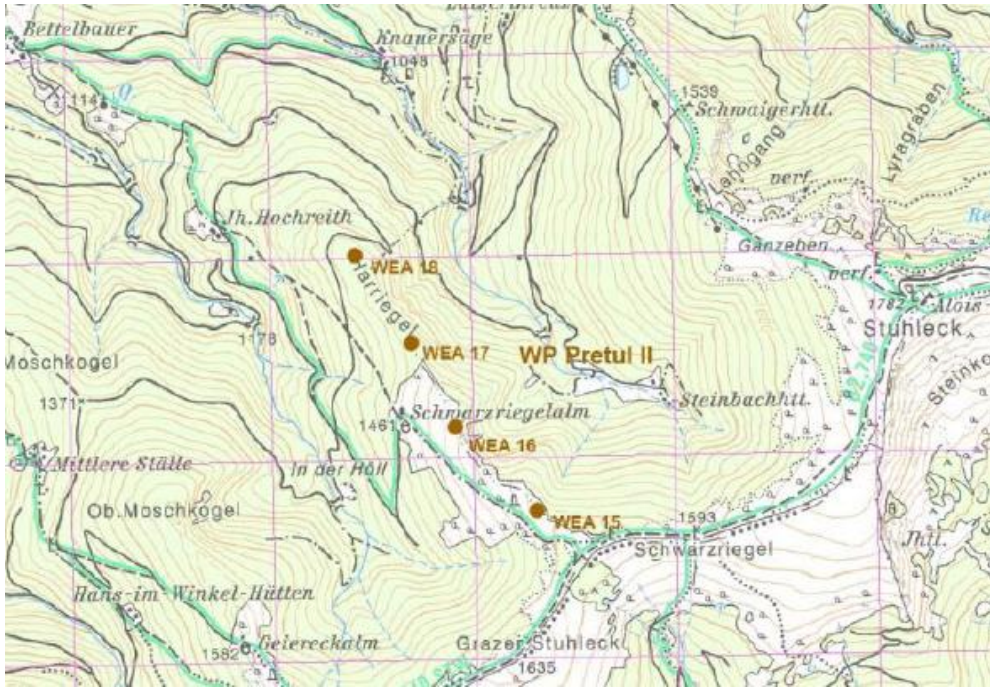 Bettelbauer
Knauersäge
1048
114
1539
Schwaigerhtt.
Lahngang
Lyragraben
verf.
Jh.Hochreith
Ganzeben
verf.
WEA 18
Harriegel
1782
Alois-
Stuhleck
1178
WEA 17
WP Pretul II
Moschkogel
1371
Steinbachhtt.
Schwarzriegelalm
1461
WEA 16
Mittlere Ställe
In der Höll
Ob.Moschkogel
WEA 15
1593
Schwarzriegel
Jhtt.
Hans-im-Winkel-Hütten
Geiereckalm
1582
Grazer Stuhleck
1635